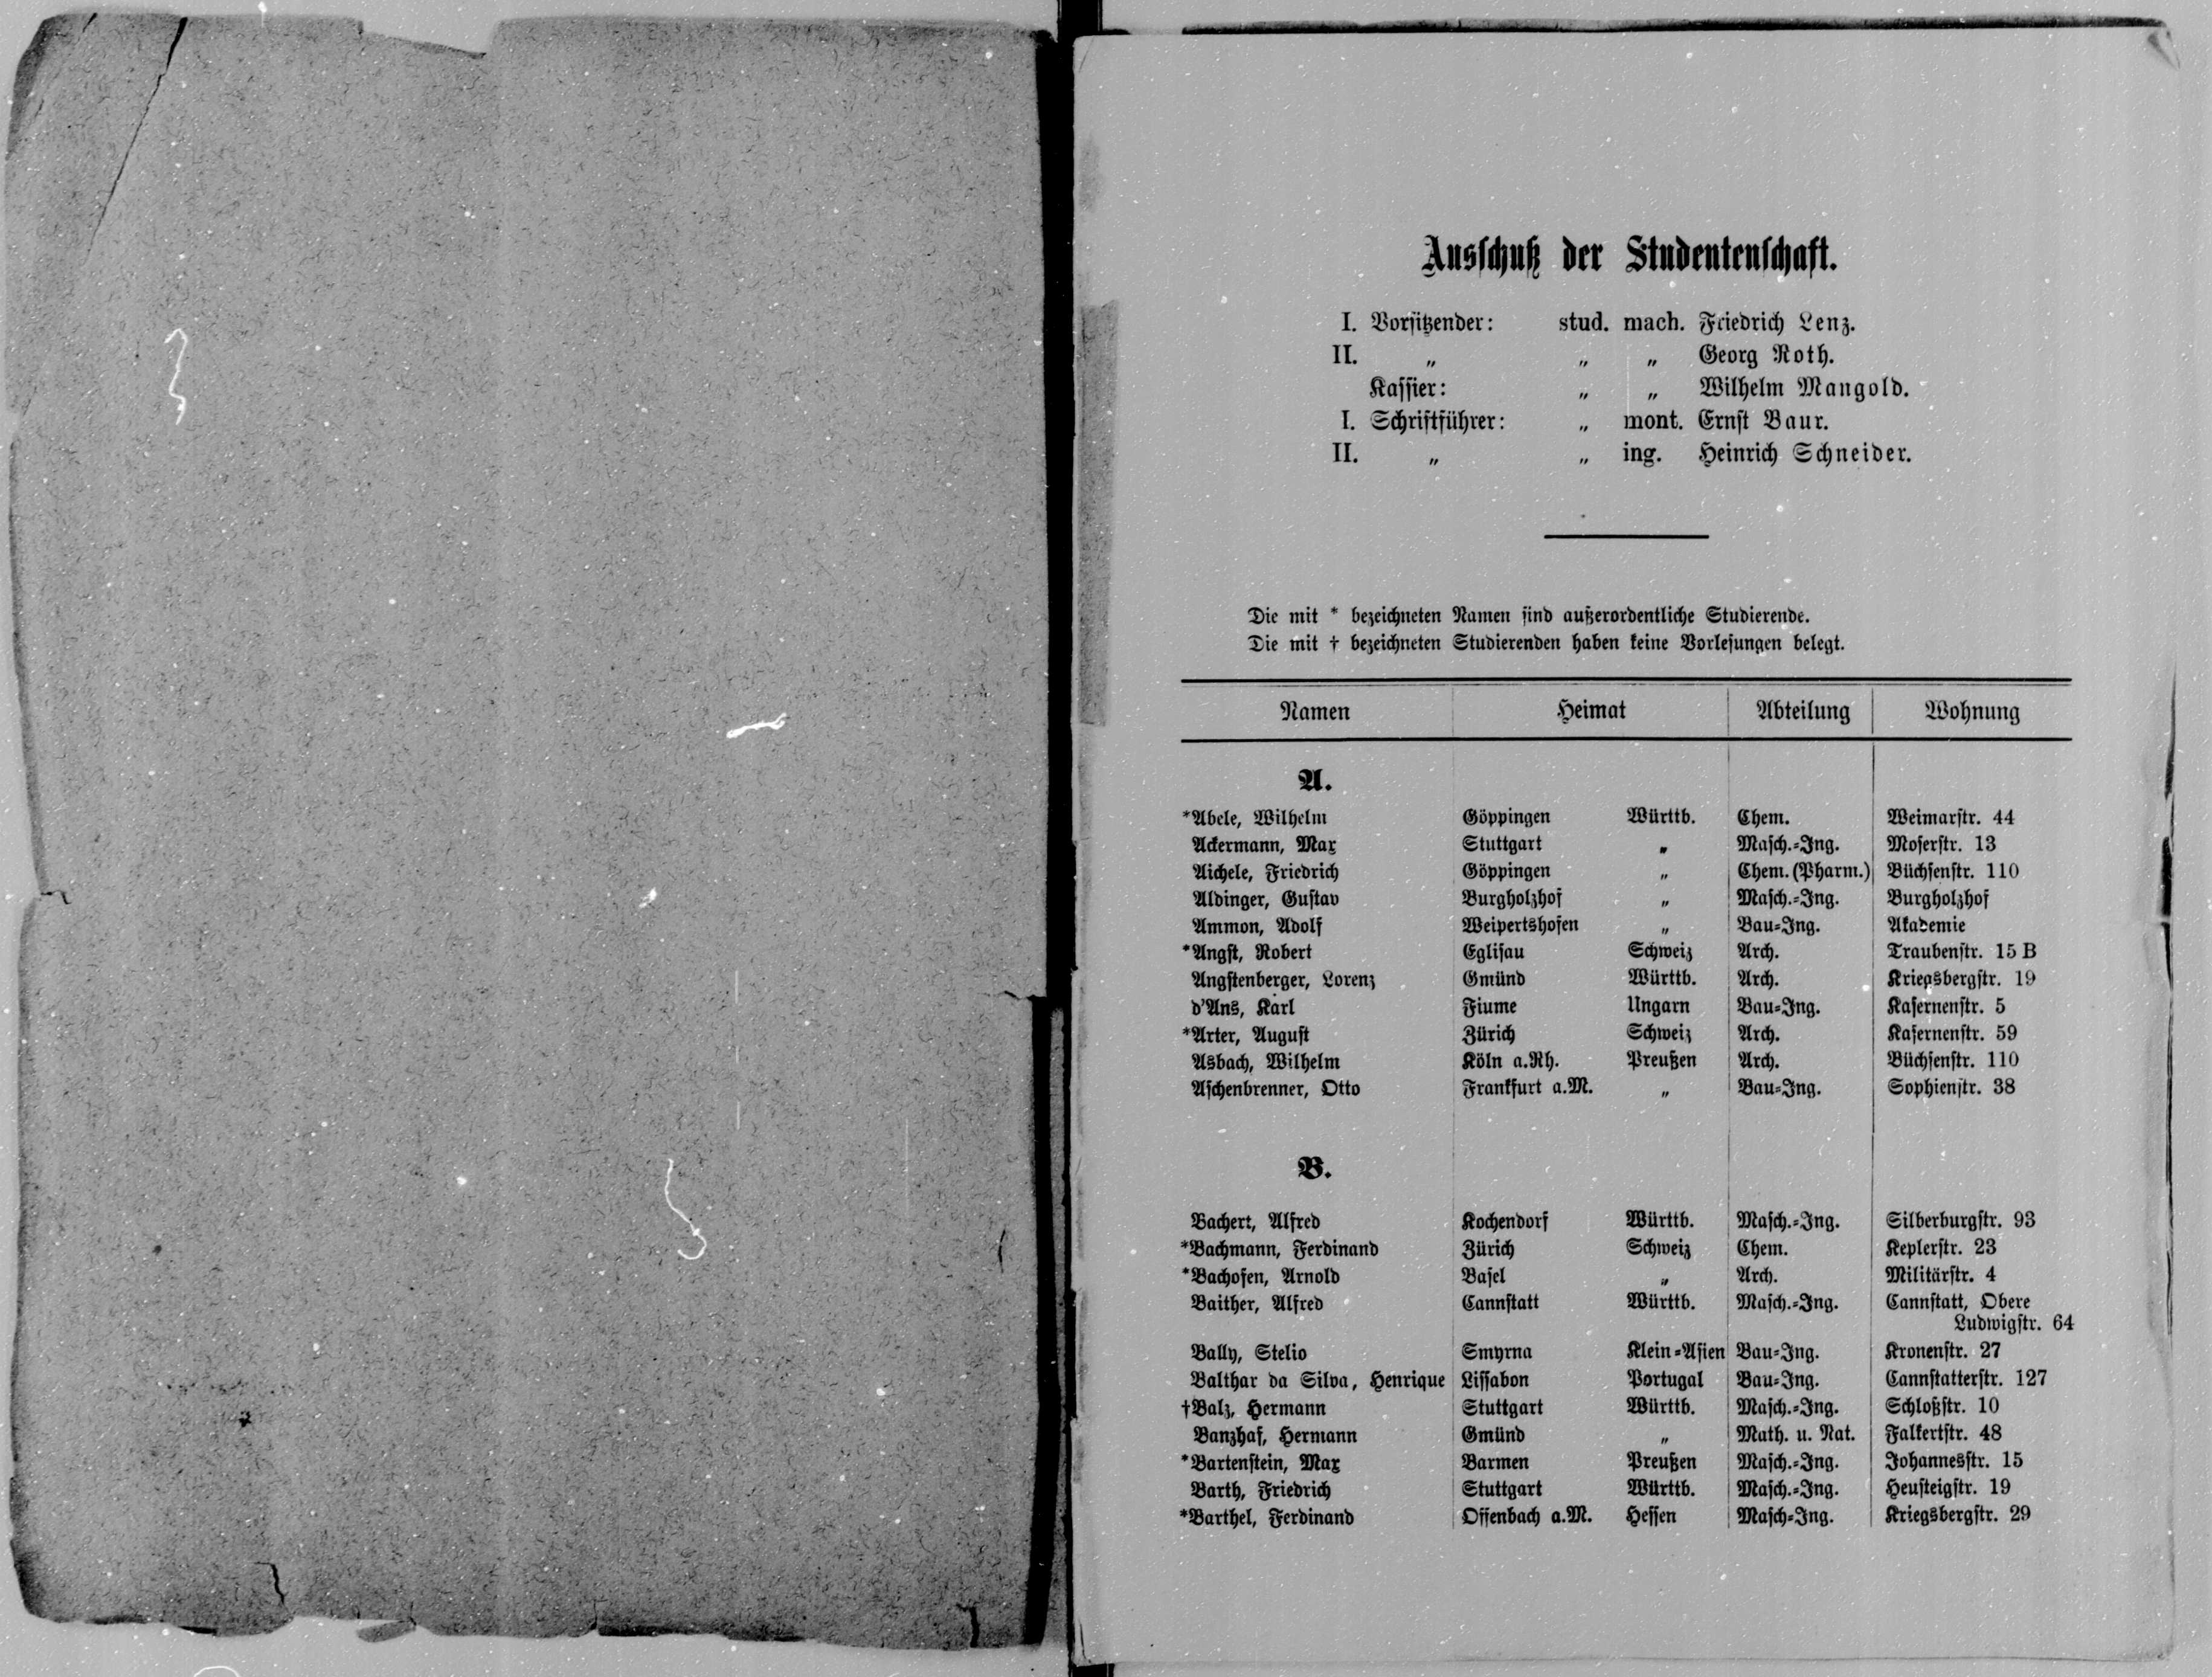 Ausschuß der Studentenschaft.
I. Vorsitzender: stud. mach. Friedrich Lenz.
II. „ „ „ Georg Roth.
Kassier: „ „ Wilhelm Mangold.
I. Schriftführer: „ mont. Ernst Baur.
II. „ „ ing. Heinrich Schneider.
Die mit * bezeichneten Namen sind außerordentliche Studierende.
Die mit † bezeichneten Studierenden haben keine Vorlesungen belegt.
Namen Heimat Abteilung Wohnung
A.
*Abele, Wilhelm Göppingen Württb. Chem. Weimarstr. 44
Ackermann, Max Stuttgart „ Masch.-Ing. Moserstr. 13
Aichele, Friedrich Göppingen „ Chem. (Pharm.) Büchsenstr. 110
Aldinger, Gustav Burgholzhof „ Masch.-Ing. Burgholzhof
Ammon, Adolf Weipertshofen „ Bau-Ing. Akademie
*Angst, Robert Eglisau Schweiz Arch. Traubenstr. 15 B
Angstenberger, Lorenz Gmünd Württb. Arch. Kriegsbergstr. 19
d'Ans, Karl Fiume Ungarn Bau-Ing. Kasernenstr. 5
*Arter, August Zürich Schweiz Arch. Kasernenstr. 59
Asbach, Wilhelm Köln a.Rh. Preußen Arch. Büchsenstr. 110
Aschenbrenner, Otto Frankfurt a.M. „ Bau-Ing. Sophienstr. 38
B.
Bachert, Alfred Kochendorf Württb. Masch.-Ing. Silberburgstr. 93
*Bachmann, Ferdinand Zürich Schweiz Chem. Keplerstr. 23
*Bachofen, Arnold Basel „ Arch. Militärstr. 4
Baither, Alfred Cannstatt Württb. Masch.-Ing. Cannstatt, Obere
Ludwigstr. 64
Bally, Stelio Smyrna Klein-Asien Bau-Ing. Kronenstr. 27
Balthar da Silva, Henrique Lissabon Portugal Bau-Ing. Cannstatterstr. 127
†Balz, Hermann Stuttgart Württb. Masch.-Ing. Schloßstr. 10
Banzhaf, Hermann Gmünd „ Math. u. Nat. Falkertstr. 48
*Bartenstein, Max Barmen Preußen Masch.-Ing. Johannesstr. 15
Barth, Friedrich Stuttgart Württb. Masch.-Ing. Heusteigstr. 19
*Barthel, Ferdinand Offenbach a.M. Hessen Masch-Ing. Kriegsbergstr. 29